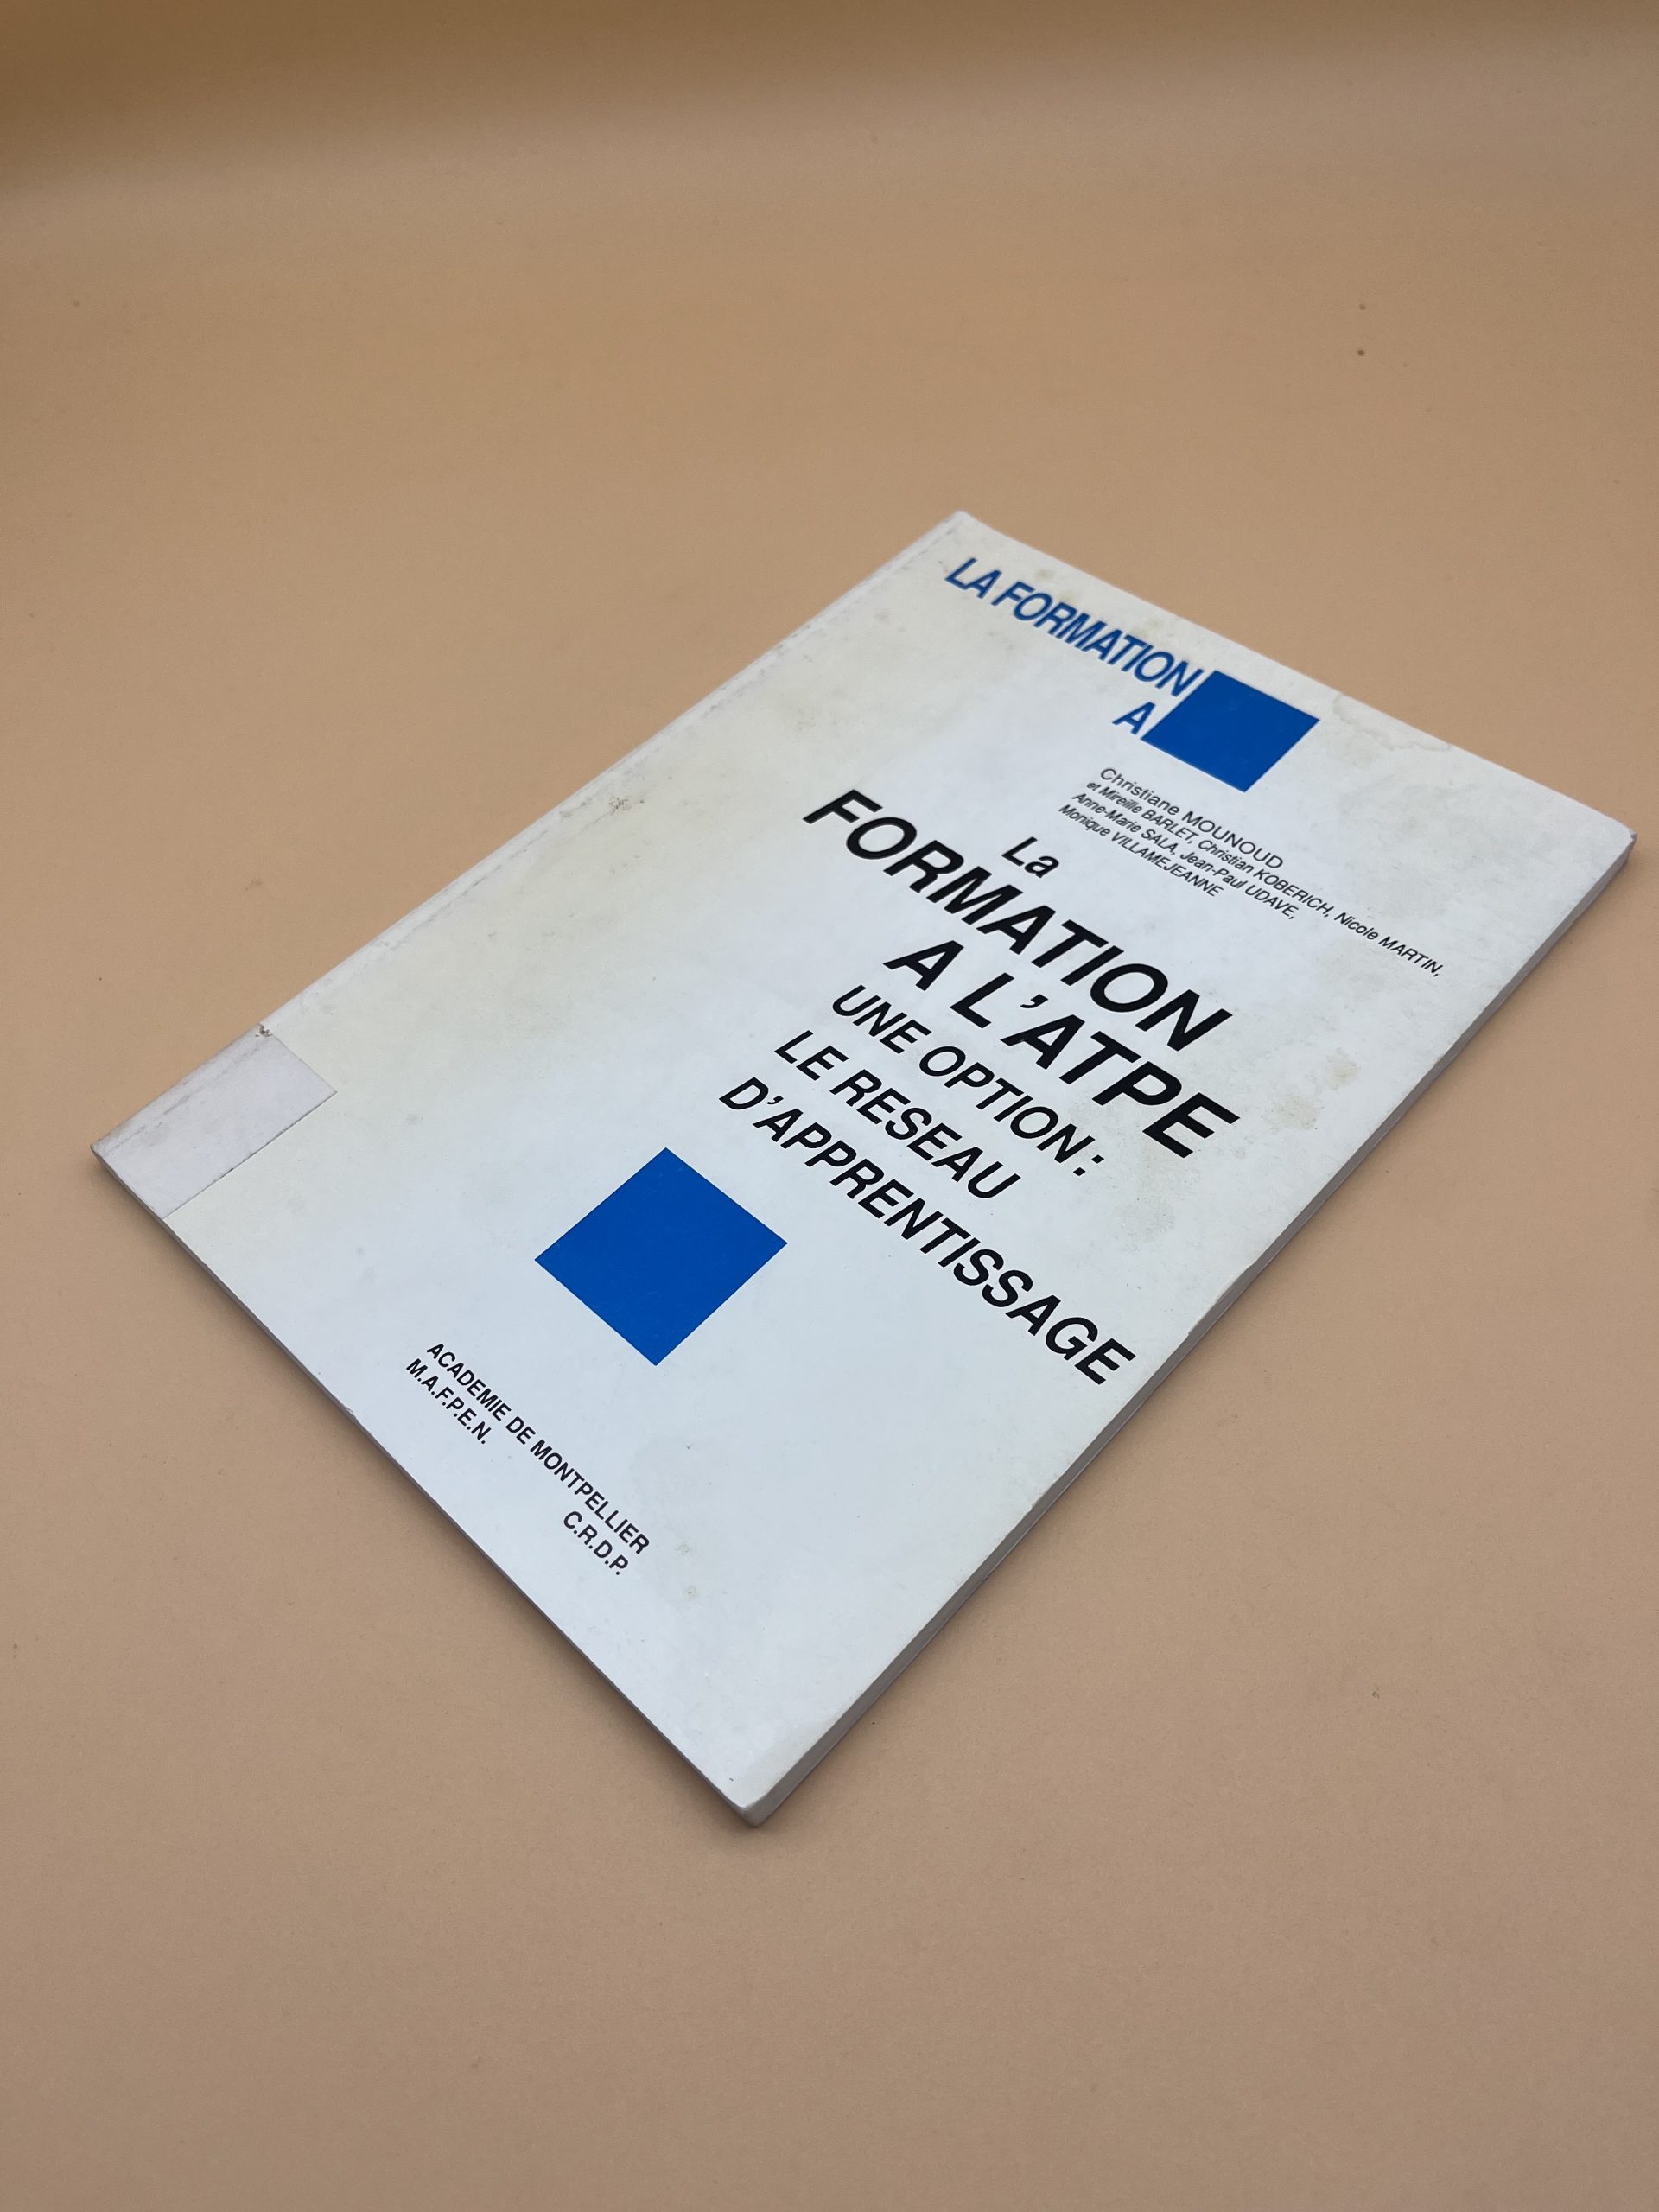 LA FORMATION
A
Christiane MOUNOUD
et Mireille BARLET, Christian KOBERICH, Nicole MARTIN,
Anne-Marie SALA, Jean-Paul UDAVE,
Monique VILLAMEJEANNE
La
FORMATION
A L'ATPE
UNE OPTION :
LE RESEAU
D'APPRENTISSAGE
ACADEMIE DE MONTPELLIER
M.A.F.P.E.N. C.R.D.P.